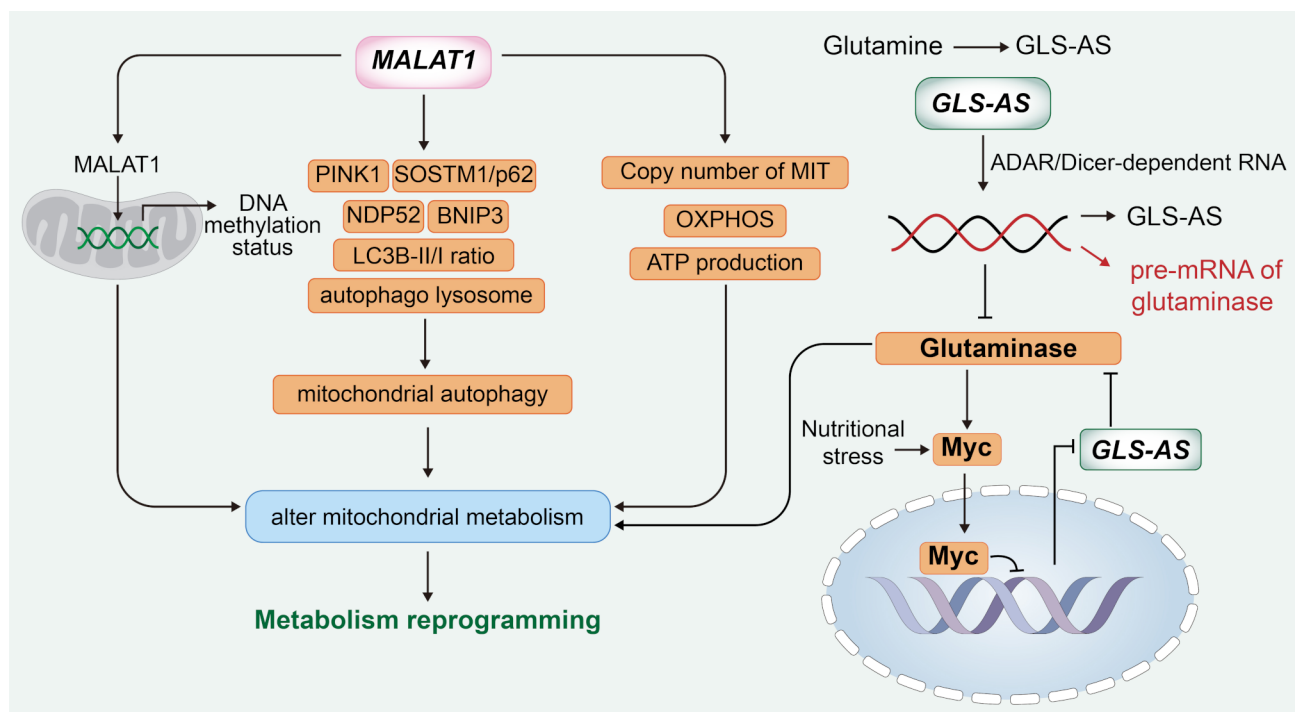 MALAT1
MALAT1
DNA
methylation
status
PINK1
SOSTM1/p62
NDP52
BNIP3
LC3B-II/I ratio
autophago lysosome
mitochondrial autophagy
Copy number of MIT
OXPHOS
ATP production
alter mitochondrial metabolism
Metabolism reprogramming
Glutamine
GLS-AS
GLS-AS
ADAR/Dicer-dependent RNA
GLS-AS
pre-mRNA of
glutaminase
Glutaminase
Nutritional
stress
Myc
GLS-AS
Myc